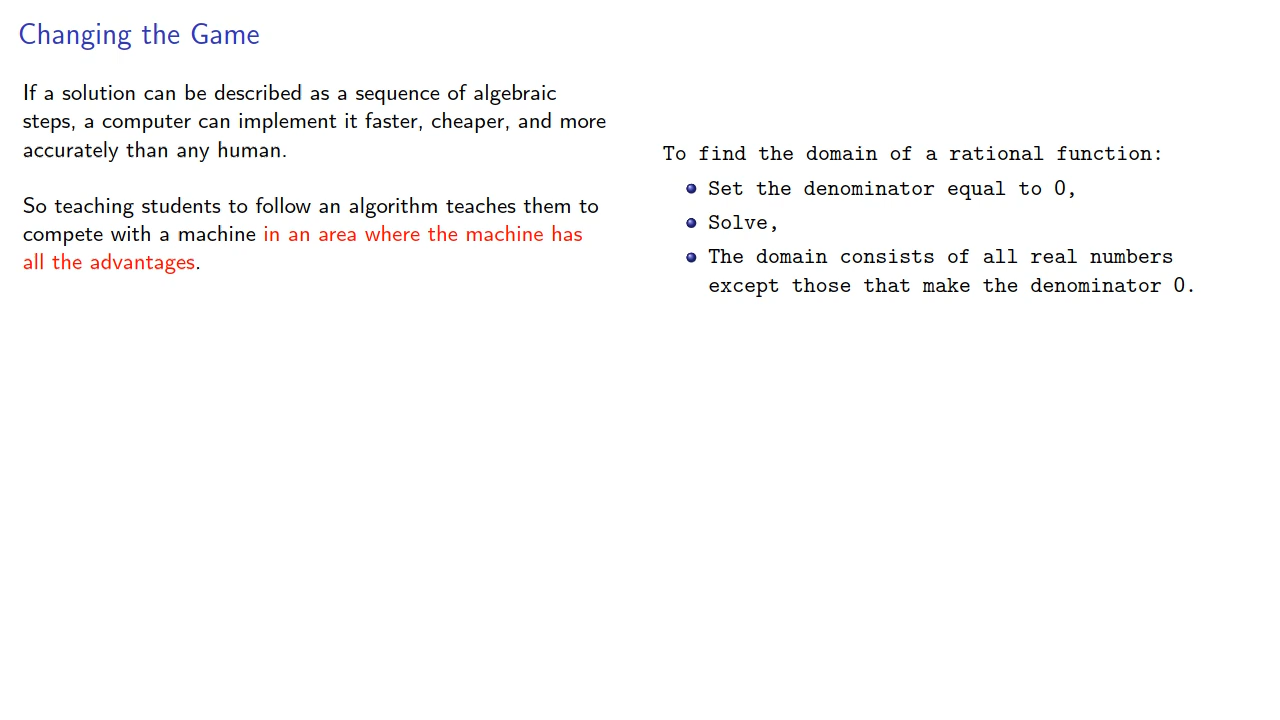 Changing the Game
If a solution can be described as a sequence of algebraic
steps, a computer can implement it faster, cheaper, and more
accurately than any human.
So teaching students to follow an algorithm teaches them to
compete with a machine in an area where the machine has
all the advantages.
To find the domain of a rational function:
Set the denominator equal to 0,
Solve,
The domain consists of all real numbers
except those that make the denominator 0.